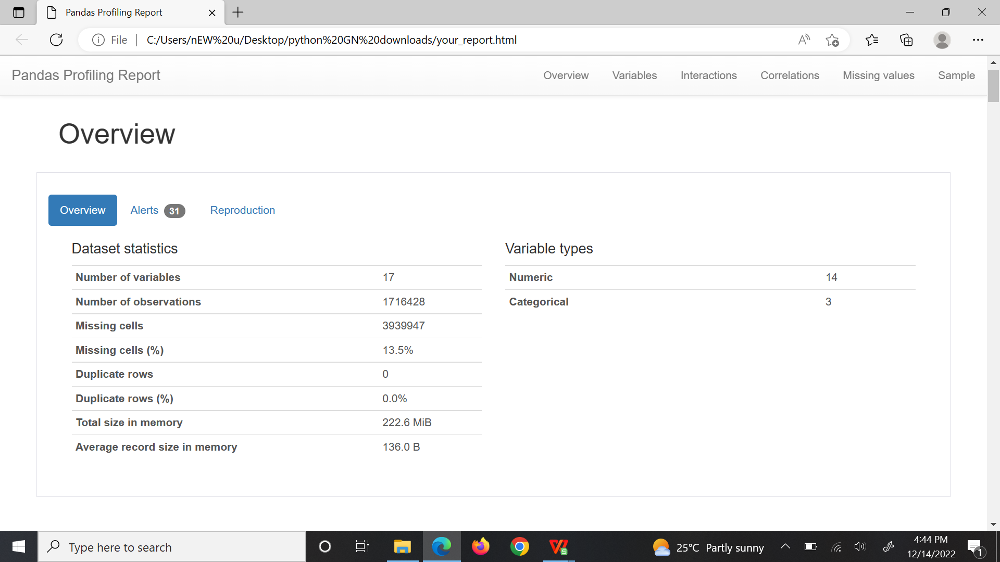 Pandas Profiling Report
File
C:/Users/nEW%20u/Desktop/python%20GN%20downloads/your_report.html
Pandas Profiling Report
Overview
Variables
Interactions
Correlations
Missing values
Sample
Overview
Overview
Alerts 31
Reproduction
Dataset statistics
Number of variables 17
Number of observations 1716428
Missing cells 3939947
Missing cells (%) 13.5%
Duplicate rows 0
Duplicate rows (%) 0.0%
Total size in memory 222.6 MiB
Average record size in memory 136.0 B
Variable types
Numeric 14
Categorical 3
Type here to search
25°C Partly sunny
4:44 PM
12/14/2022
1